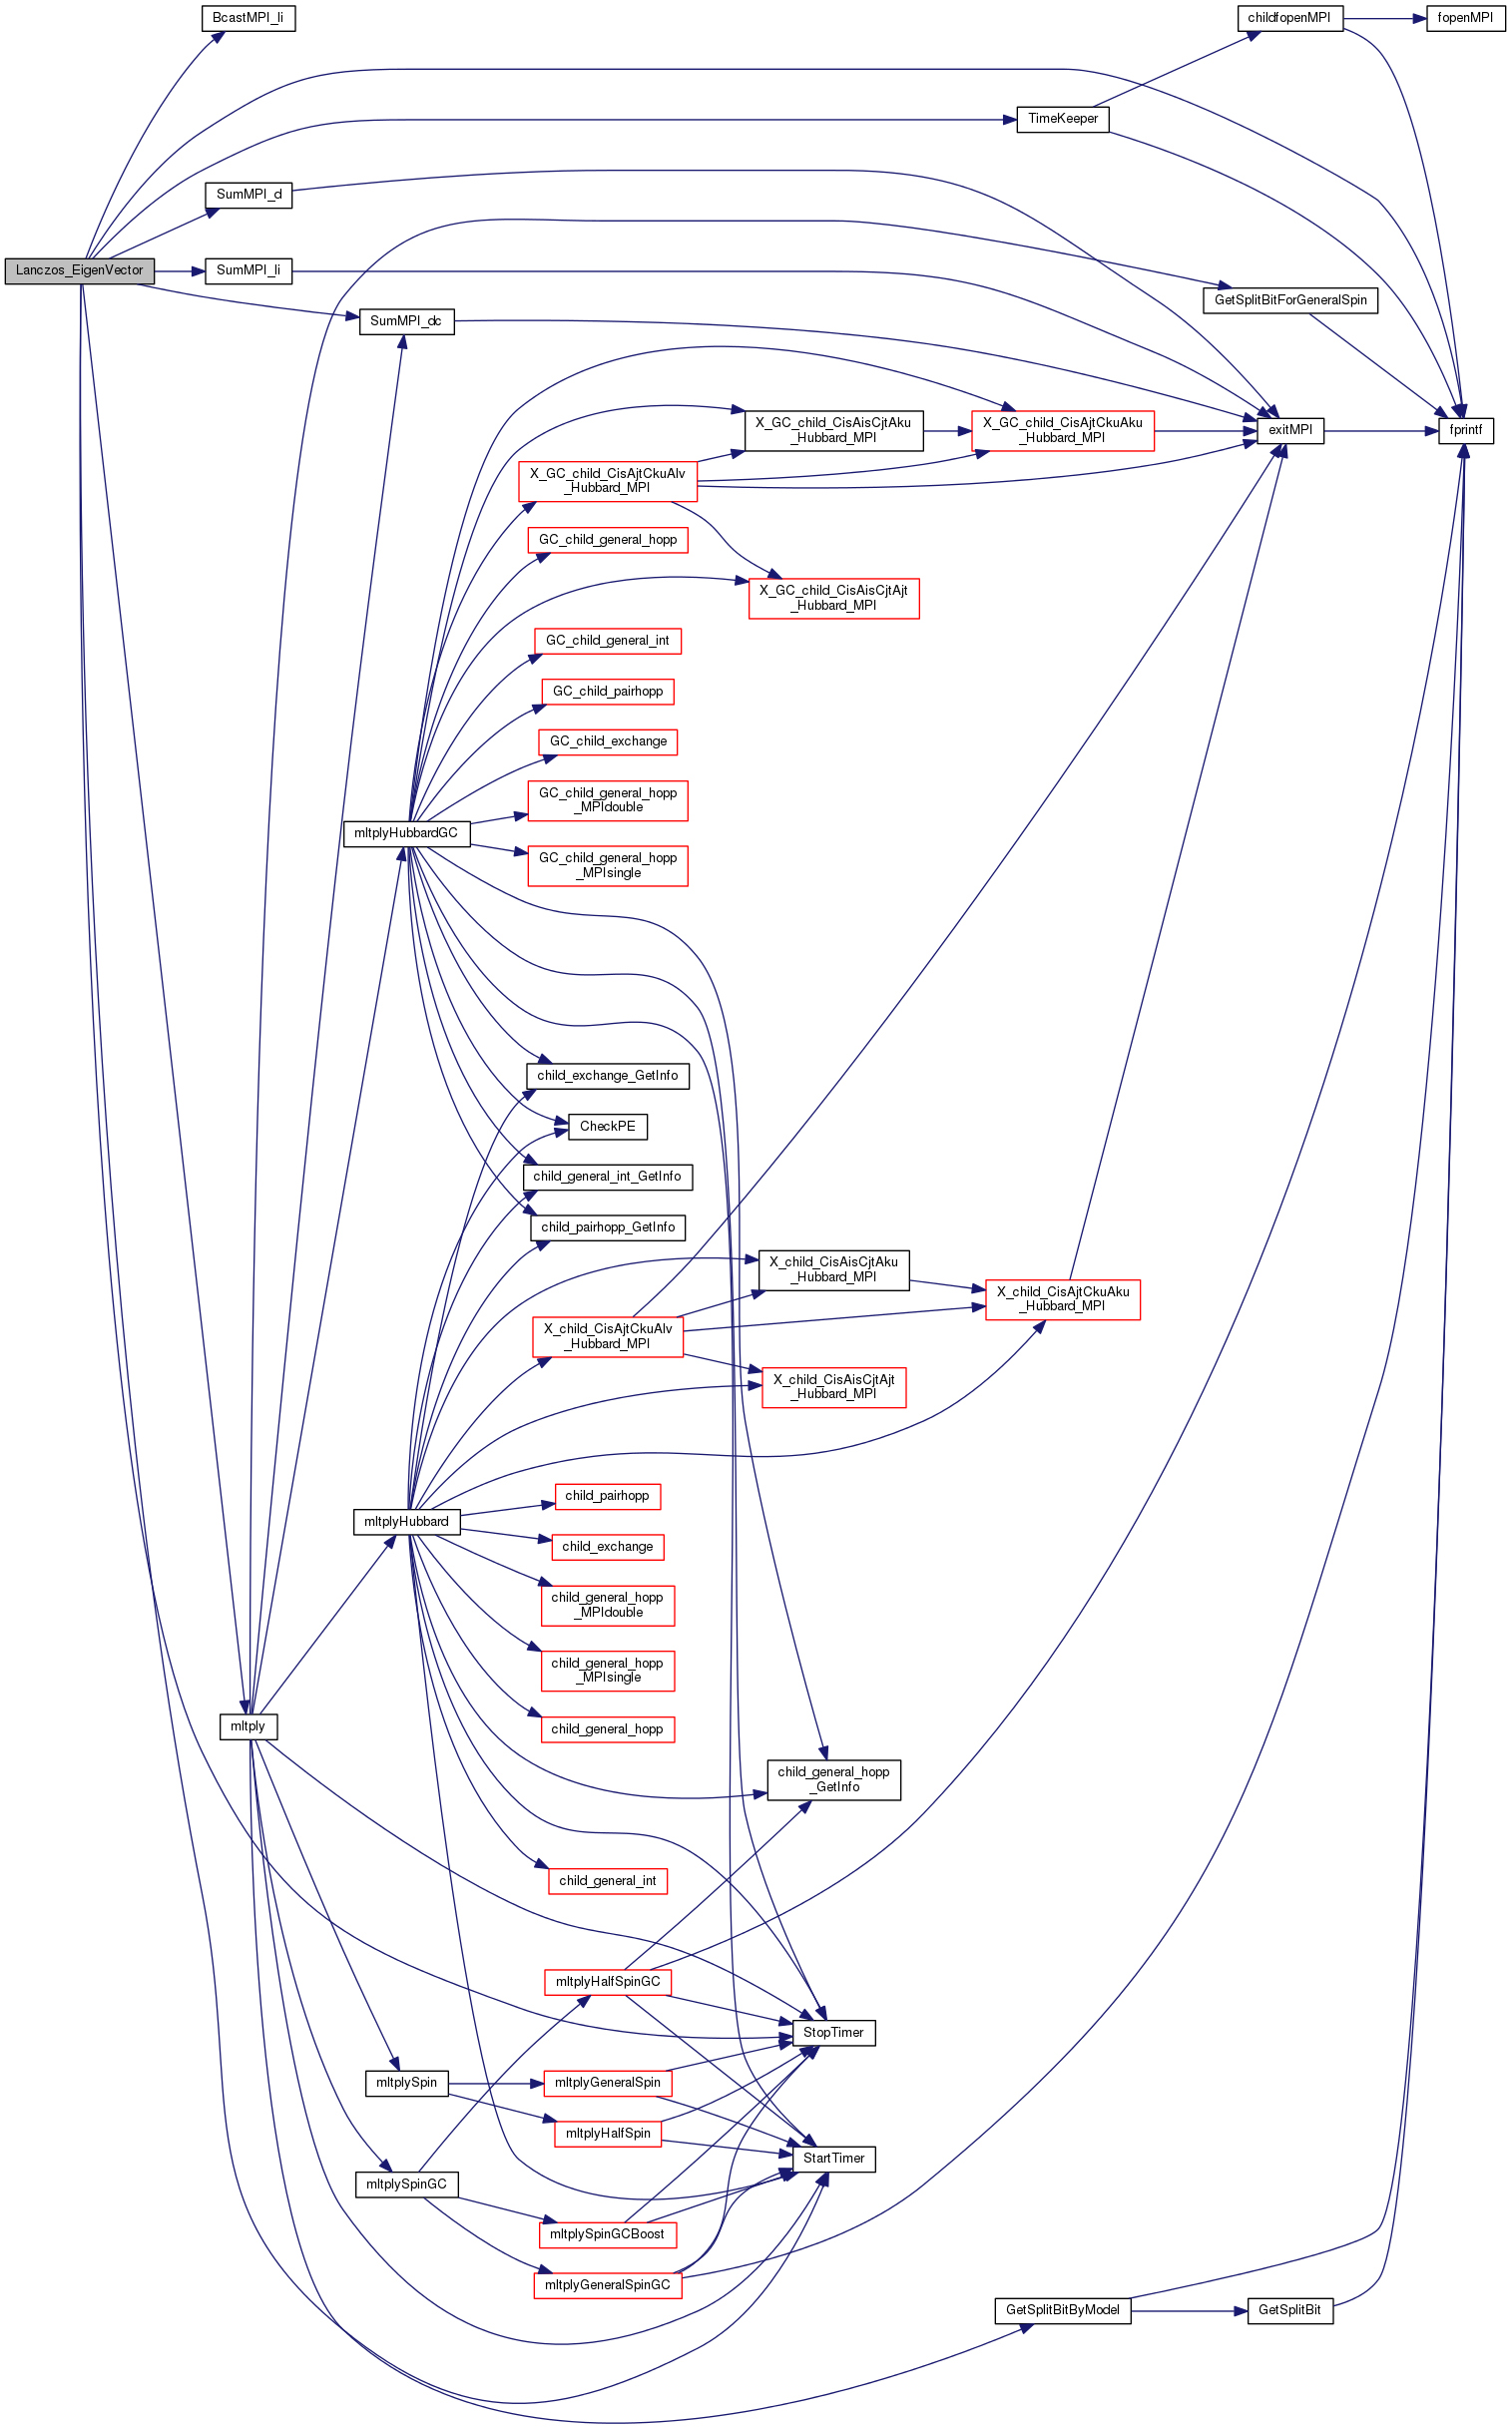 BcastMPI_li
childfopenMPI
fopenMPI
TimeKeeper
SumMPI_d
Lanczos_EigenVector
SumMPI_li
GetSplitBitForGeneralSpin
SumMPI_dc
X_GC_child_CisAisCjtAku
_Hubbard_MPI
X_GC_child_CisAjtCkuAku
_Hubbard_MPI
exitMPI
fprintf
X_GC_child_CisAjtCkuAlv
_Hubbard_MPI
GC_child_general_hopp
X_GC_child_CisAisCjtAjt
_Hubbard_MPI
GC_child_general_int
GC_child_pairhopp
GC_child_exchange
GC_child_general_hopp
_MPIdouble
mltplyHubbardGC
GC_child_general_hopp
_MPIsingle
child_exchange_GetInfo
CheckPE
child_general_int_GetInfo
child_pairhopp_GetInfo
X_child_CisAisCjtAku
_Hubbard_MPI
X_child_CisAjtCkuAku
_Hubbard_MPI
X_child_CisAjtCkuAlv
_Hubbard_MPI
X_child_CisAisCjtAjt
_Hubbard_MPI
child_pairhopp
mltplyHubbard
child_exchange
child_general_hopp
_MPIdouble
child_general_hopp
_MPIsingle
child_general_hopp
mltply
child_general_hopp
_GetInfo
child_general_int
mltplyHalfSpinGC
StopTimer
mltplySpin
mltplyGeneralSpin
mltplyHalfSpin
StartTimer
mltplySpinGC
mltplySpinGCBoost
mltplyGeneralSpinGC
GetSplitBitByModel
GetSplitBit